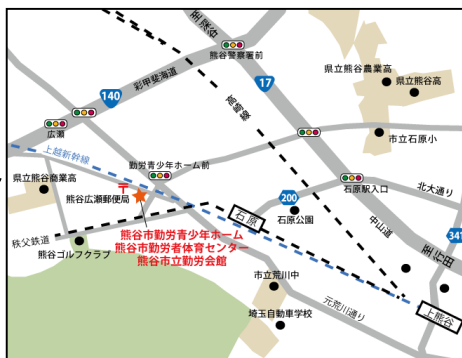 至深谷
熊谷警察署前
彩甲斐街道
140
17
県立熊谷農業高
県立熊谷高
高崎線
広瀬
上越新幹線
勤労青少年ホーム前
市立石原小
県立熊谷商業高
熊谷広瀬郵便局
石原駅入口
北大通り
200
石原公園
石原
中山道
秩父鉄道
熊谷ゴルフクラブ
熊谷市勤労青少年ホーム
熊谷市勤労者体育センター
熊谷市立勤労会館
341
至行田
市立荒川中
元荒川通り
上熊谷
埼玉自動車学校